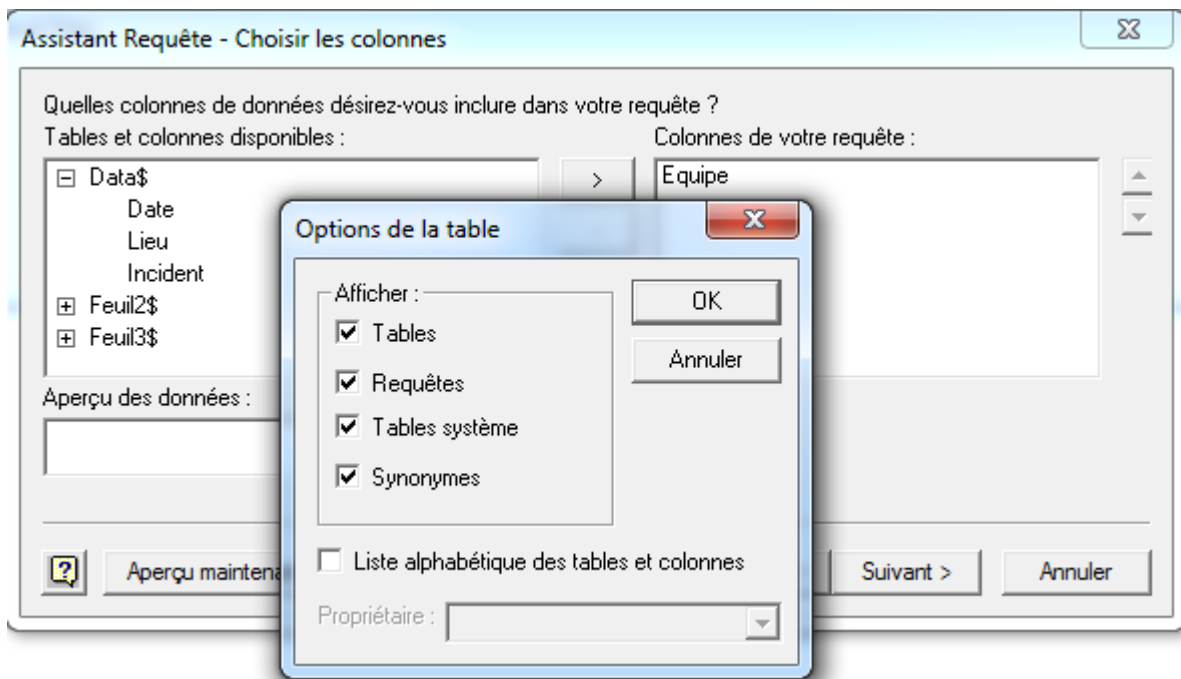 Assistant Requête - Choisir les colonnes
Quelles colonnes de données désirez-vous inclure dans votre requête ?
Tables et colonnes disponibles :
Colonnes de votre requête :
Data$
Date
Lieu
Incident
Feuil2$
Feuil3$
>
Equipe
Aperçu des données :
Options de la table
Afficher :
Tables
Requêtes
Tables système
Synonymes
OK
Annuler
Liste alphabétique des tables et colonnes
Propriétaire :
Aperçu
Suivant >
Annuler